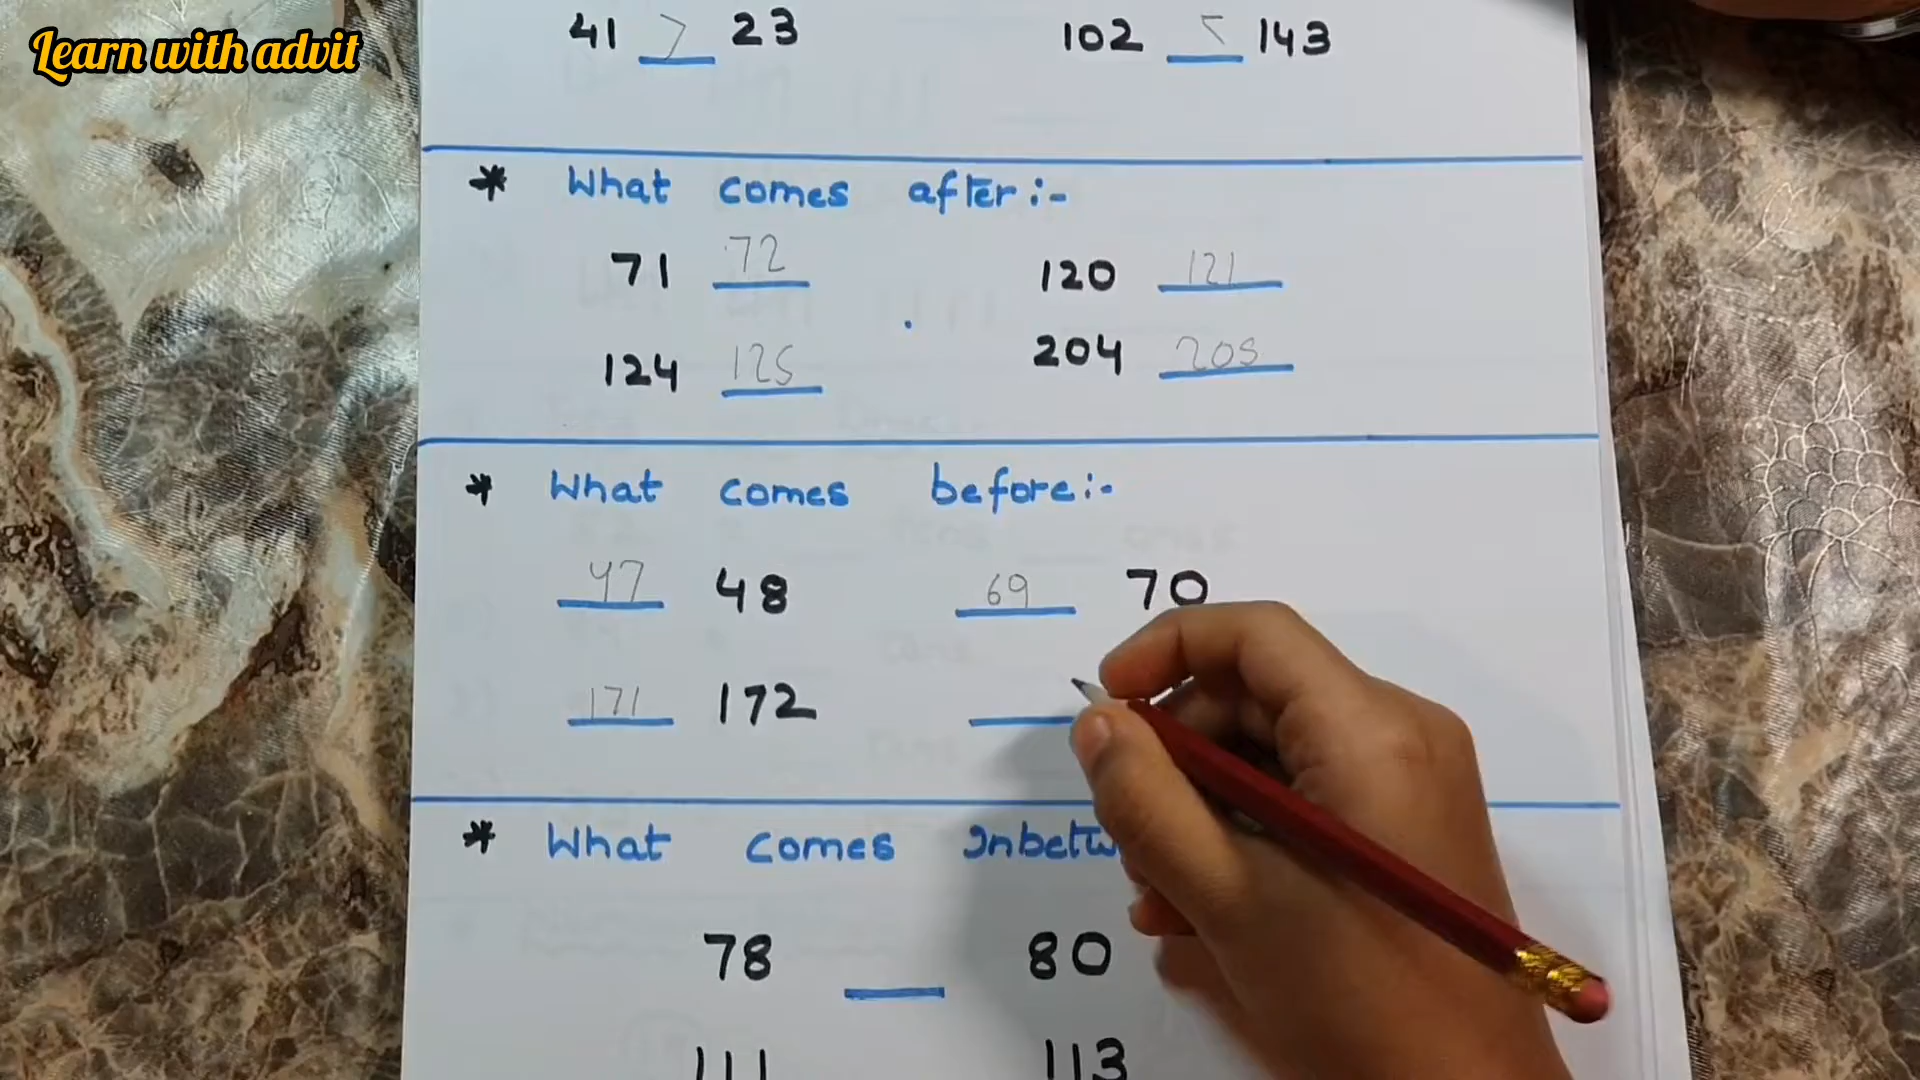 Learn with advit
41 > 23 102 < 143
* What comes after:-
71 72 120 121
124 125 204 205
* What comes before:-
47 48 69 70
171 172
* What comes
78 80
111 113